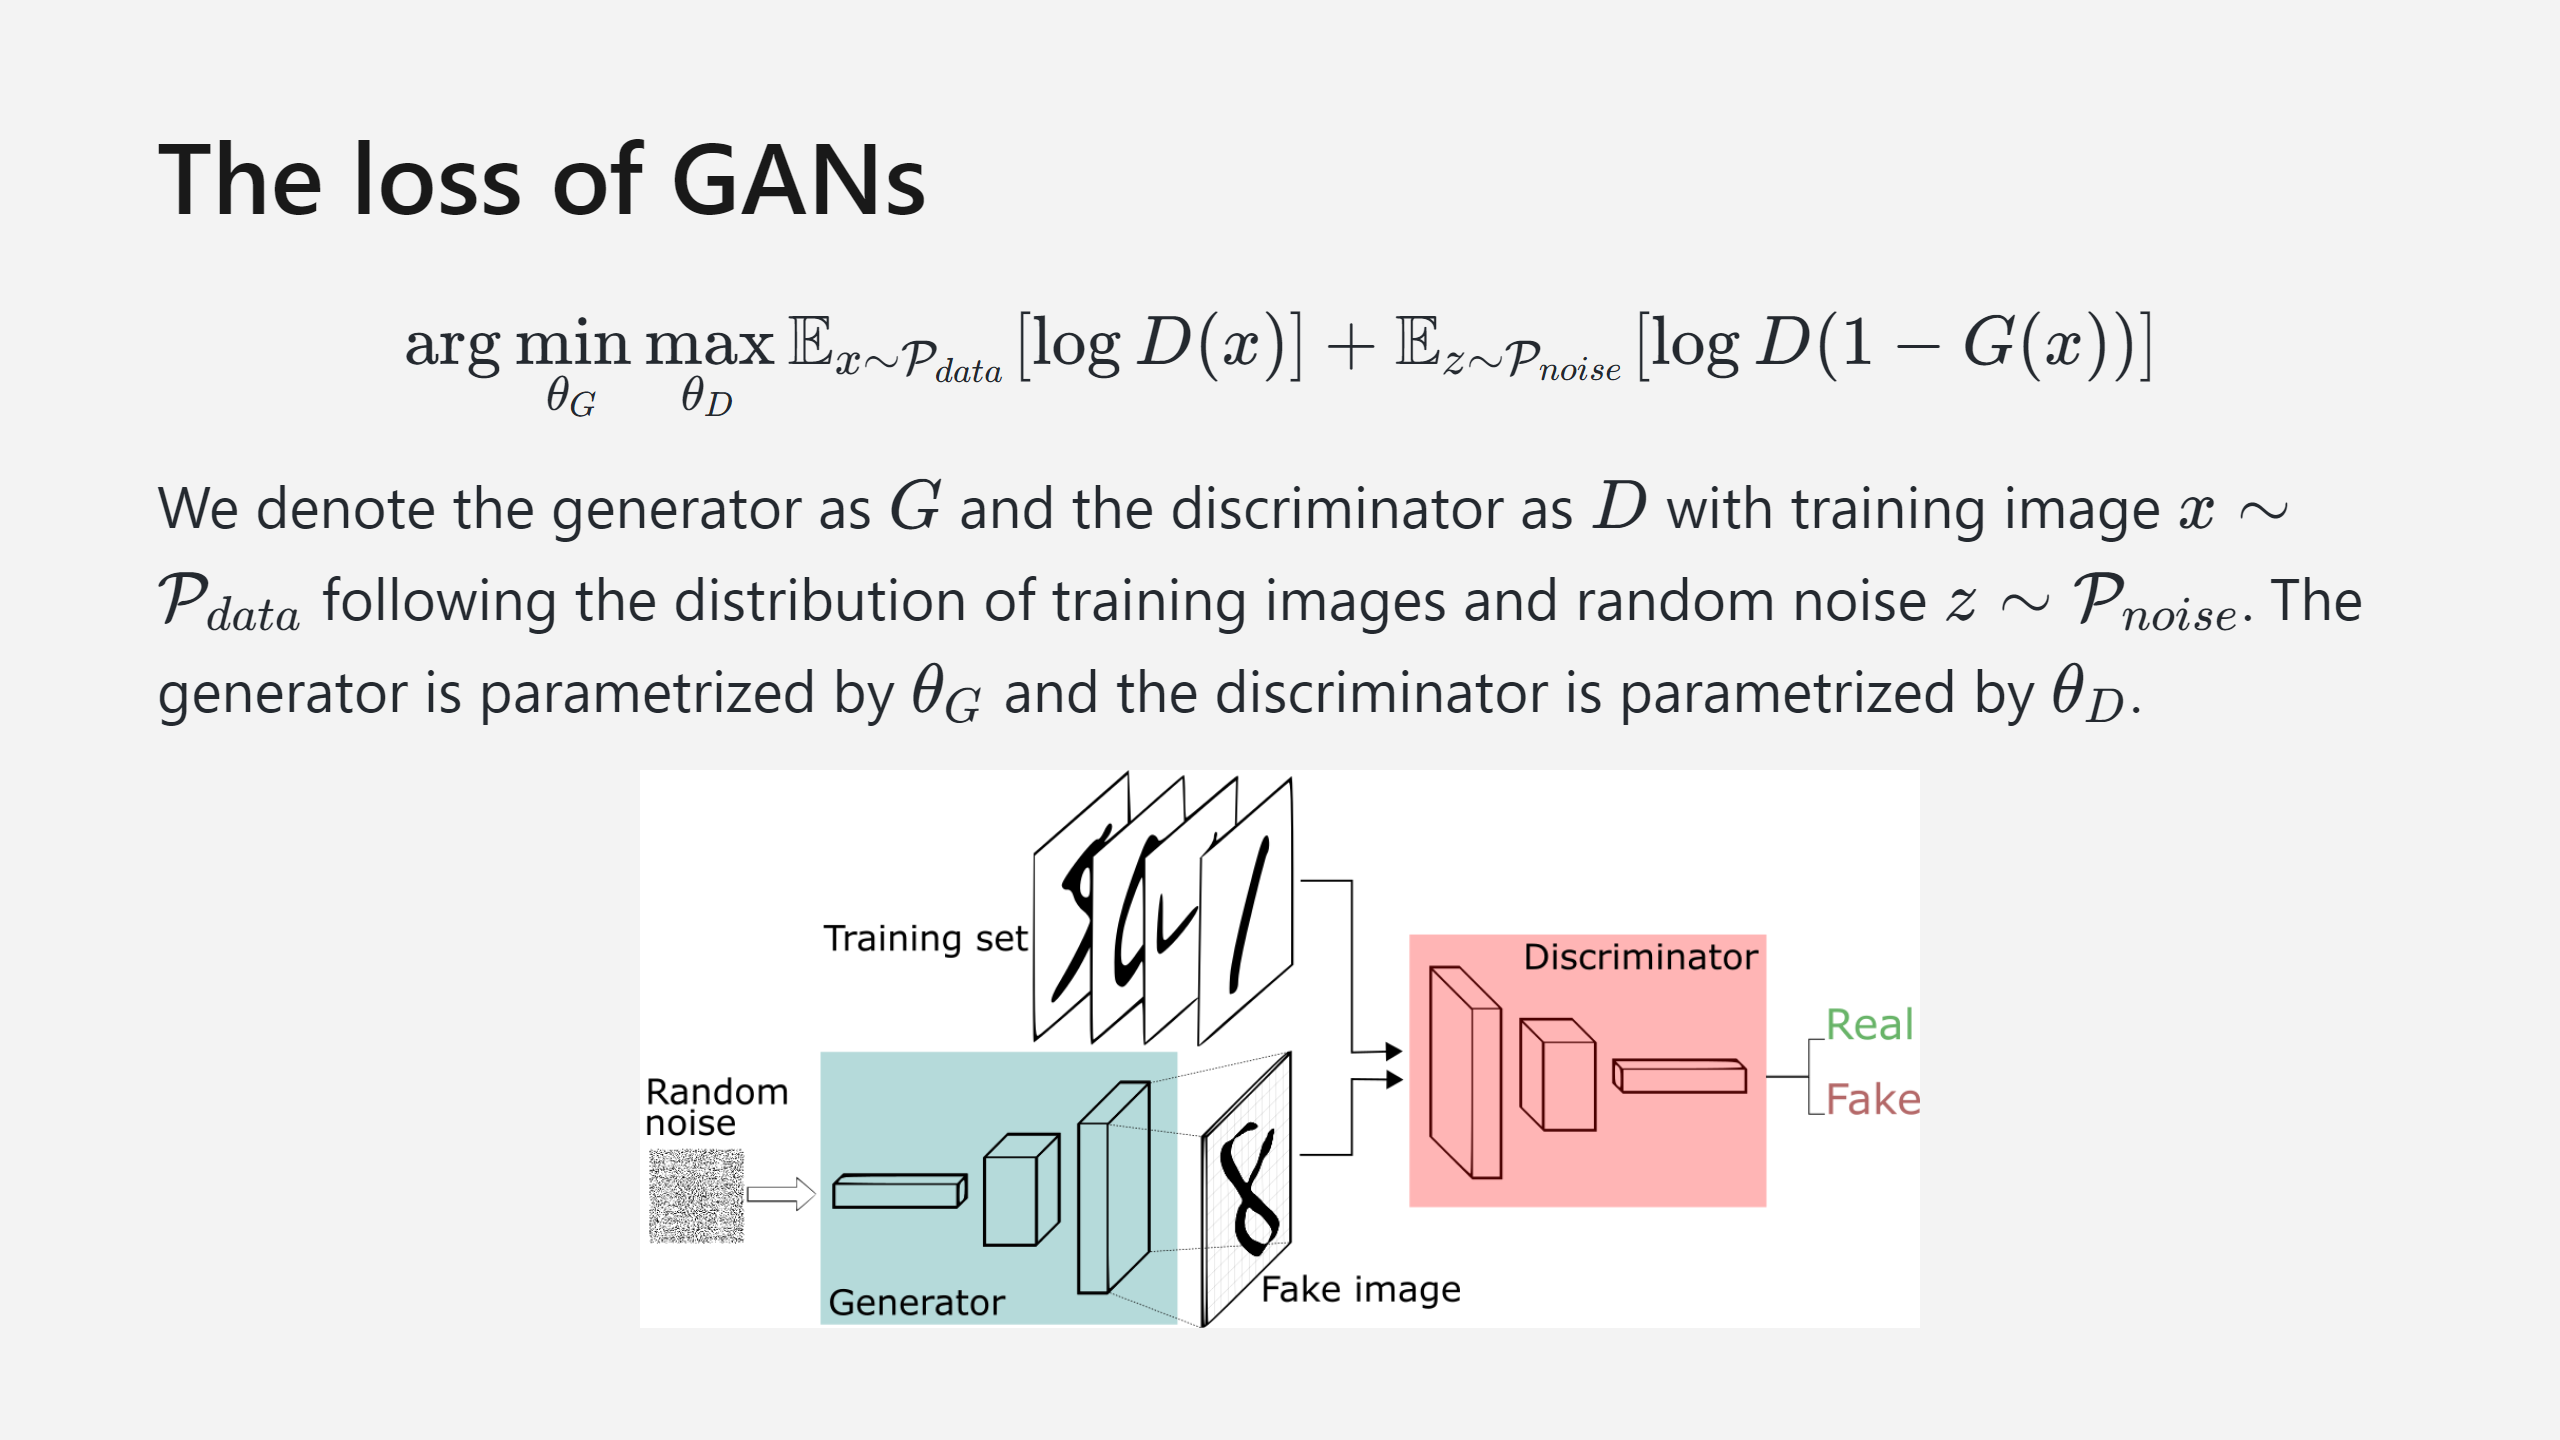 The loss of GANs
arg min_{θ_G} max_{θ_D} 𝔼_{x∼𝒫_{data}} [log D(x)] + 𝔼_{z∼𝒫_{noise}} [log D(1 − G(x))]
We denote the generator as G and the discriminator as D with training image x ∼
𝒫_{data} following the distribution of training images and random noise z ∼ 𝒫_{noise}. The
generator is parametrized by θ_G and the discriminator is parametrized by θ_D.
Training set
Discriminator
Real
Fake
Random
noise
Generator
Fake image